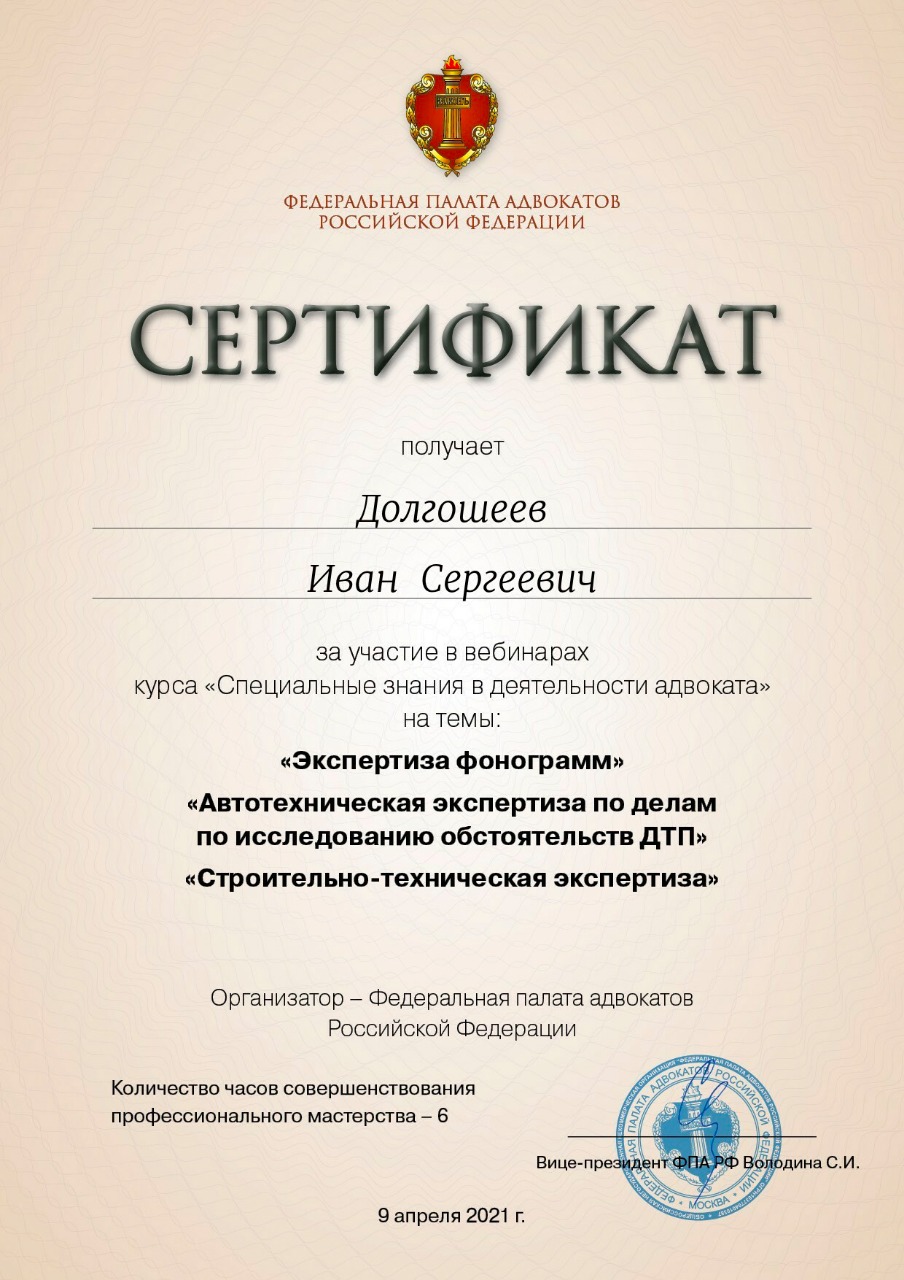 ЗАКОНЪ
ФЕДЕРАЛЬНАЯ ПАЛАТА АДВОКАТОВ
РОССИЙСКОЙ ФЕДЕРАЦИИ
СЕРТИФИКАТ
получает
Долгошеев
Иван Сергеевич
за участие в вебинарах
курса «Специальные знания в деятельности адвоката»
на темы:
«Экспертиза фонограмм»
«Автотехническая экспертиза по делам
по исследованию обстоятельств ДТП»
«Строительно-техническая экспертиза»
Организатор – Федеральная палата адвокатов
Российской Федерации
Количество часов совершенствования
профессионального мастерства – 6
ФЕДЕРАЛЬНАЯ ПАЛАТА АДВОКАТОВ РОССИЙСКОЙ ФЕДЕРАЦИИ
МОСКВА
Вице-президент ФПА РФ Володина С.И.
9 апреля 2021 г.